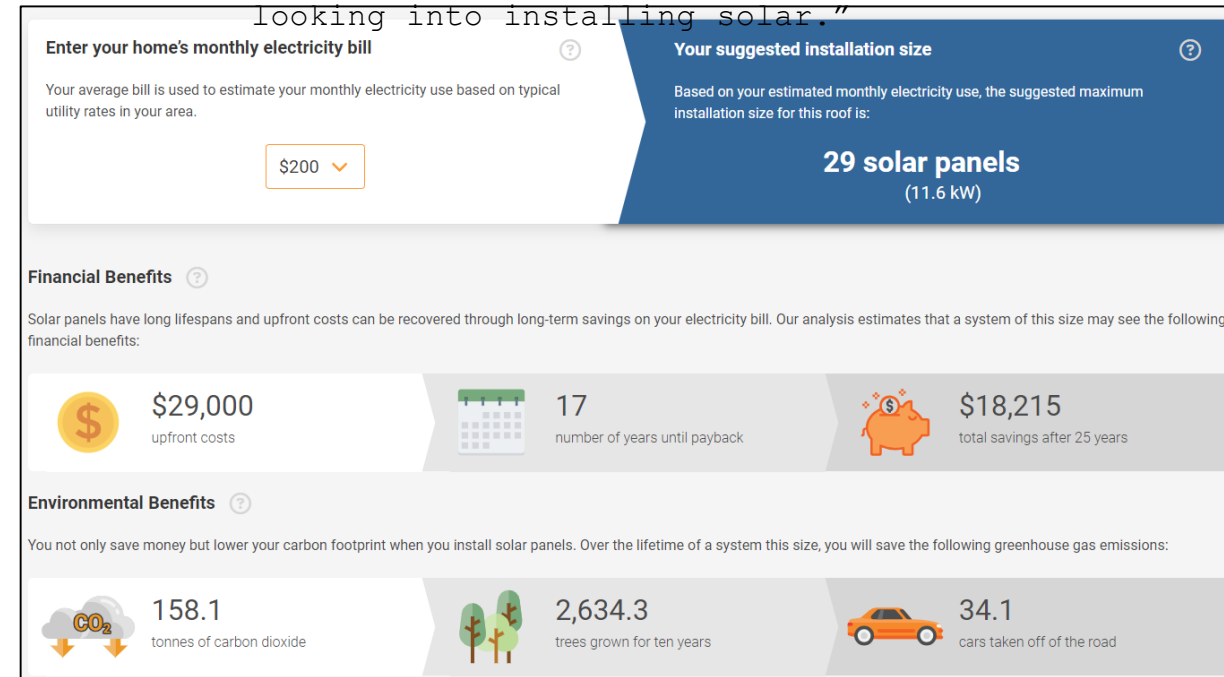 looking into installing solar.”
Enter your home's monthly electricity bill
?
Your average bill is used to estimate your monthly electricity use based on typical
utility rates in your area.
$200
Your suggested installation size
?
Based on your estimated monthly electricity use, the suggested maximum
installation size for this roof is:
29 solar panels
(11.6 kW)
Financial Benefits
?
Solar panels have long lifespans and upfront costs can be recovered through long-term savings on your electricity bill. Our analysis estimates that a system of this size may see the following
financial benefits:
$
$29,000
upfront costs
17
number of years until payback
$
$18,215
total savings after 25 years
Environmental Benefits
?
You not only save money but lower your carbon footprint when you install solar panels. Over the lifetime of a system this size, you will save the following greenhouse gas emissions:
CO₂
158.1
tonnes of carbon dioxide
2,634.3
trees grown for ten years
34.1
cars taken off of the road